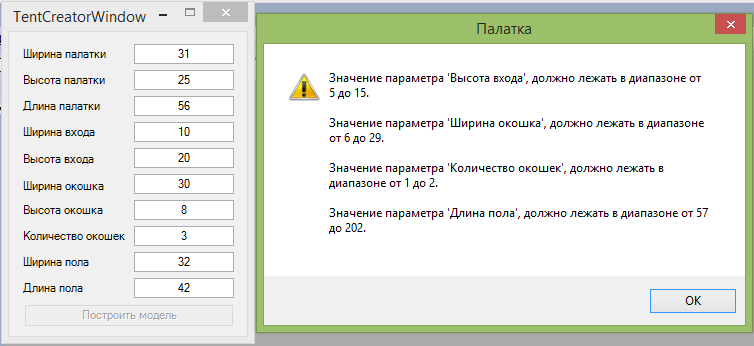 TentCreatorWindow
Ширина палатки 31
Высота палатки 25
Длина палатки 56
Ширина входа 10
Высота входа 20
Ширина окошка 30
Высота окошка 8
Количество окошек 3
Ширина пола 32
Длина пола 42
Построить модель
Палатка
Значение параметра 'Высота входа', должно лежать в диапазоне от
5 до 15.
Значение параметра 'Ширина окошка', должно лежать в диапазоне
от 6 до 29.
Значение параметра 'Количество окошек', должно лежать в
диапазоне от 1 до 2.
Значение параметра 'Длина пола', должно лежать в диапазоне от 57
до 202.
OK